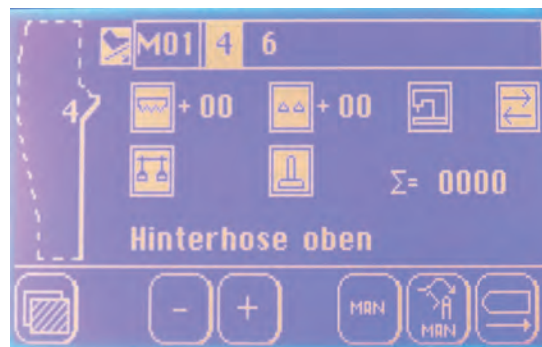 M01 4 6
4 + 00 + 00
Σ= 0000
Hinterhose oben
- + MAN A MAN